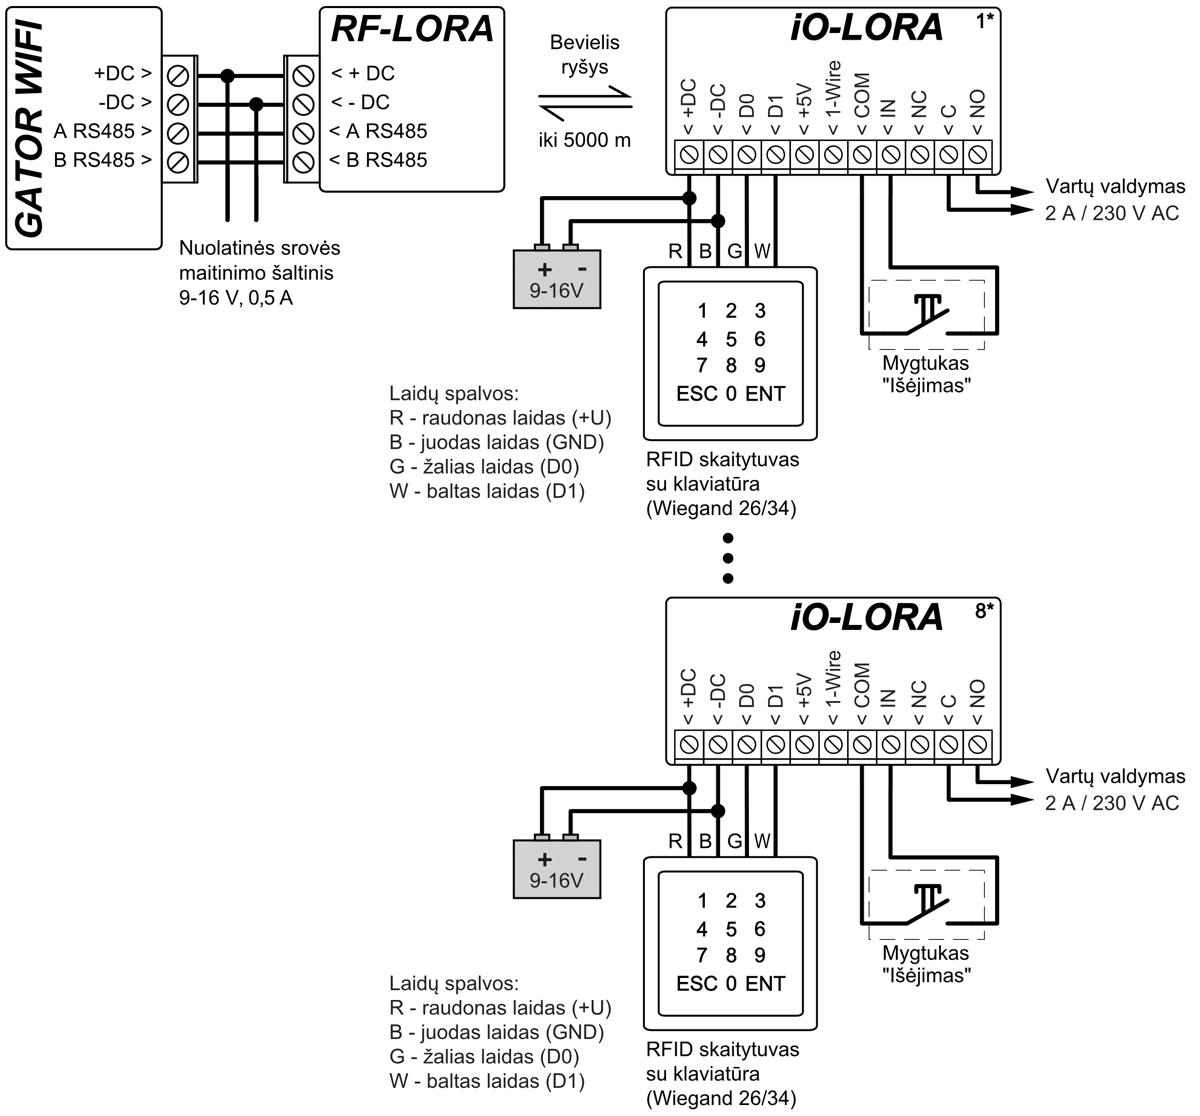 GATOR WIFI
+DC >
-DC >
A RS485 >
B RS485 >
RF-LORA
< + DC
< - DC
< A RS485
< B RS485
Nuolatinės srovės
maitinimo šaltinis
9-16 V, 0,5 A
Bevielis
ryšys
iki 5000 m
iO-LORA
1*
< +DC
< -DC
< D0
< D1
< +5V
< 1-Wire
< COM
< IN
< NC
< C
< NO
Vartų valdymas
2 A / 230 V AC
+ -
9-16V
R B G W
1 2 3
4 5 6
7 8 9
ESC 0 ENT
Mygtukas
"Išėjimas"
Laidų spalvos:
R - raudonas laidas (+U)
B - juodas laidas (GND)
G - žalias laidas (D0)
W - baltas laidas (D1)
RFID skaitytuvas
su klaviatūra
(Wiegand 26/34)
iO-LORA
8*
< +DC
< -DC
< D0
< D1
< +5V
< 1-Wire
< COM
< IN
< NC
< C
< NO
Vartų valdymas
2 A / 230 V AC
+ -
9-16V
R B G W
1 2 3
4 5 6
7 8 9
ESC 0 ENT
Mygtukas
"Išėjimas"
Laidų spalvos:
R - raudonas laidas (+U)
B - juodas laidas (GND)
G - žalias laidas (D0)
W - baltas laidas (D1)
RFID skaitytuvas
su klaviatūra
(Wiegand 26/34)